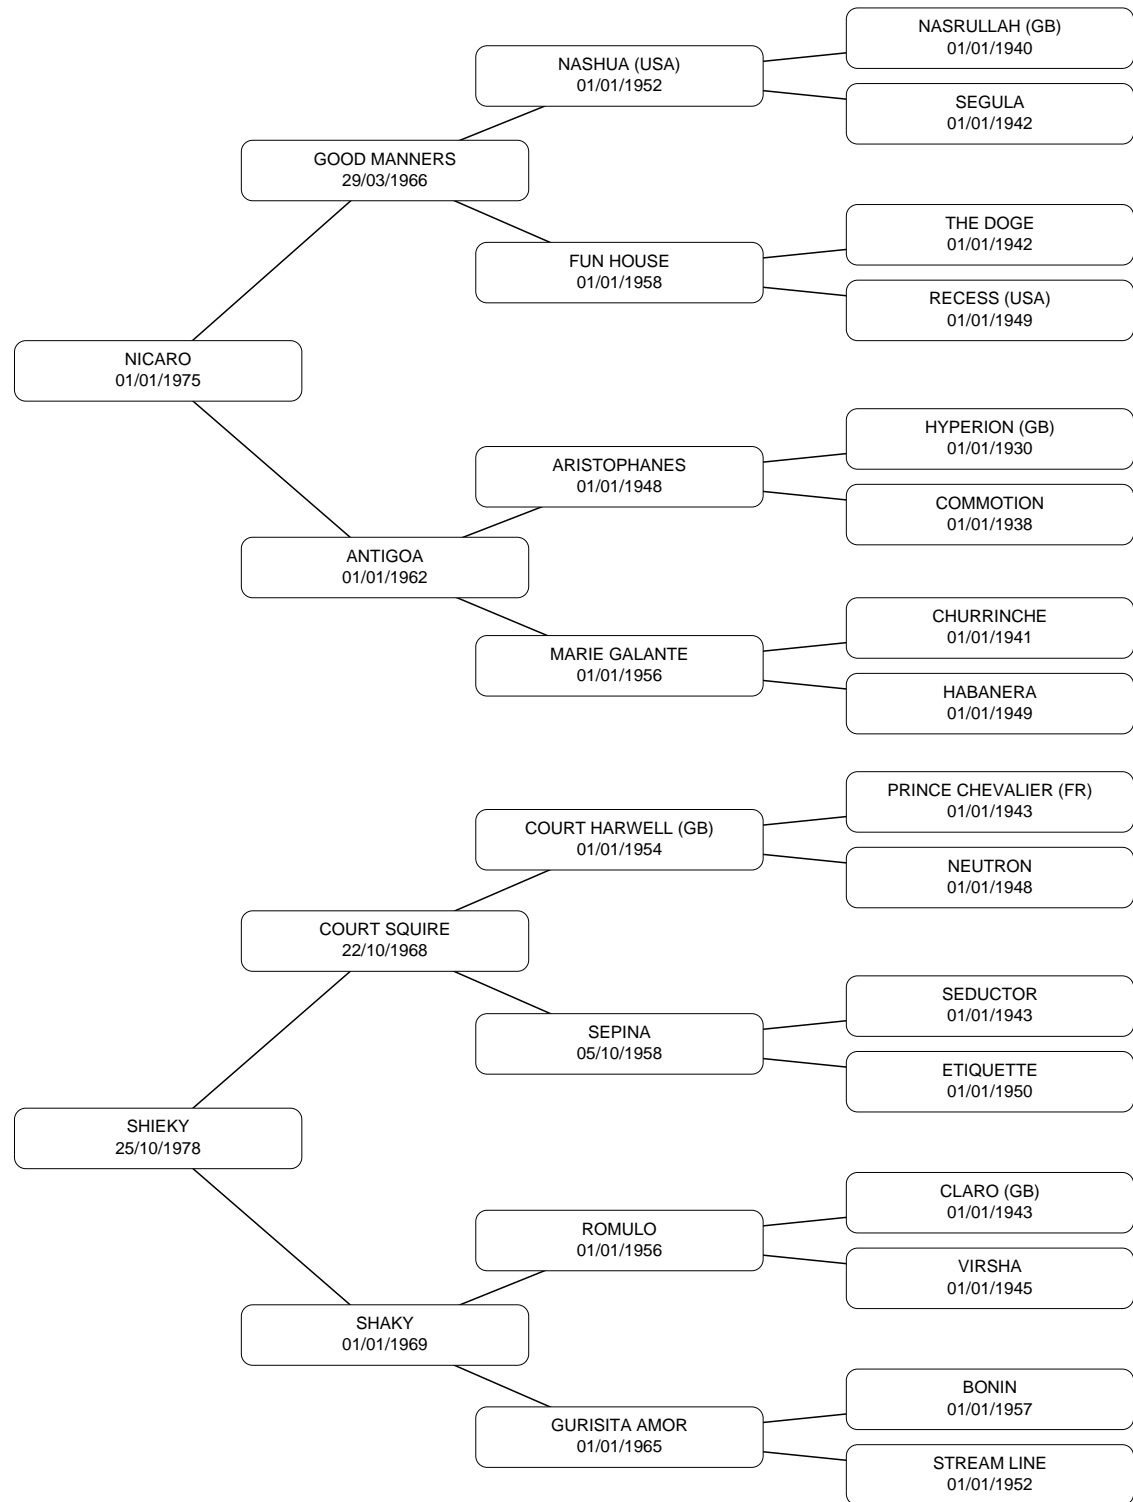 NASRULLAH (GB)
01/01/1940
NASHUA (USA)
01/01/1952
SEGULA
01/01/1942
GOOD MANNERS
29/03/1966
THE DOGE
01/01/1942
FUN HOUSE
01/01/1958
RECESS (USA)
01/01/1949
NICARO
01/01/1975
HYPERION (GB)
01/01/1930
ARISTOPHANES
01/01/1948
COMMOTION
01/01/1938
ANTIGOA
01/01/1962
CHURRINCHE
01/01/1941
MARIE GALANTE
01/01/1956
HABANERA
01/01/1949
PRINCE CHEVALIER (FR)
01/01/1943
COURT HARWELL (GB)
01/01/1954
NEUTRON
01/01/1948
COURT SQUIRE
22/10/1968
SEDUCTOR
01/01/1943
SEPINA
05/10/1958
ETIQUETTE
01/01/1950
SHIEKY
25/10/1978
CLARO (GB)
01/01/1943
ROMULO
01/01/1956
VIRSHA
01/01/1945
SHAKY
01/01/1969
BONIN
01/01/1957
GURISITA AMOR
01/01/1965
STREAM LINE
01/01/1952